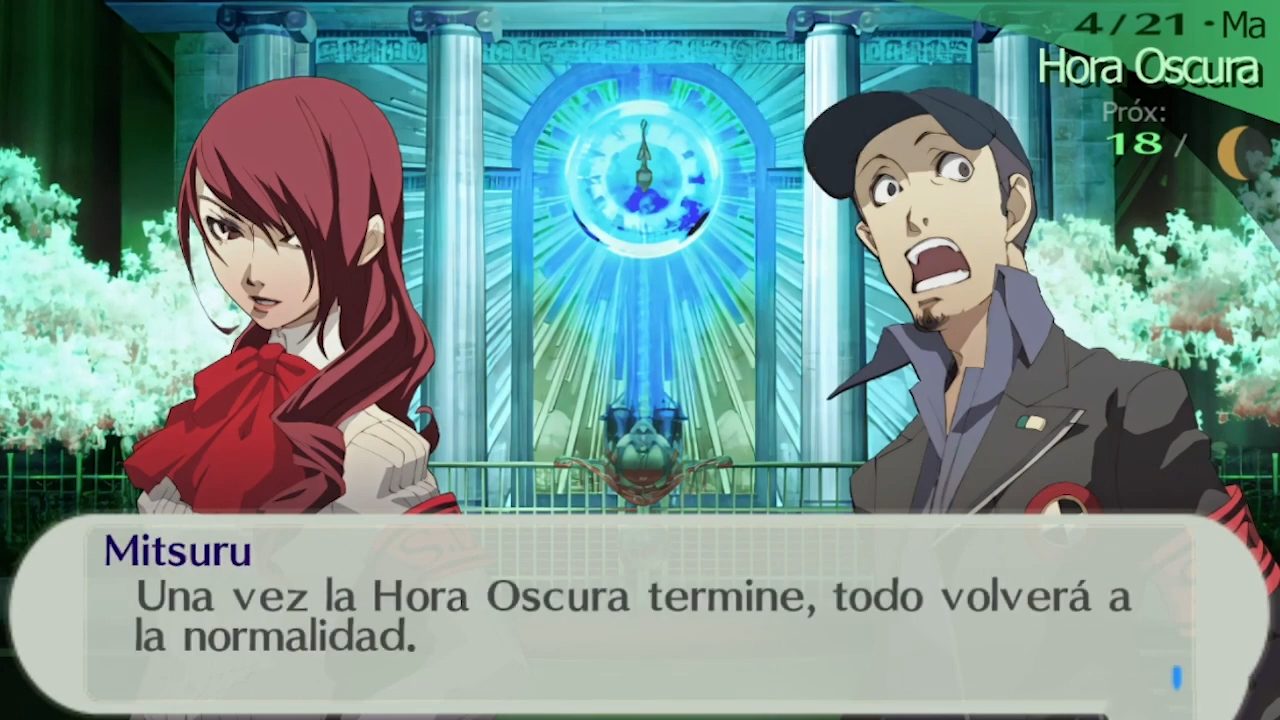 4/21 · Ma
Hora Oscura
Próx:
18 /
Mitsuru
Una vez la Hora Oscura termine, todo volverá a
la normalidad.